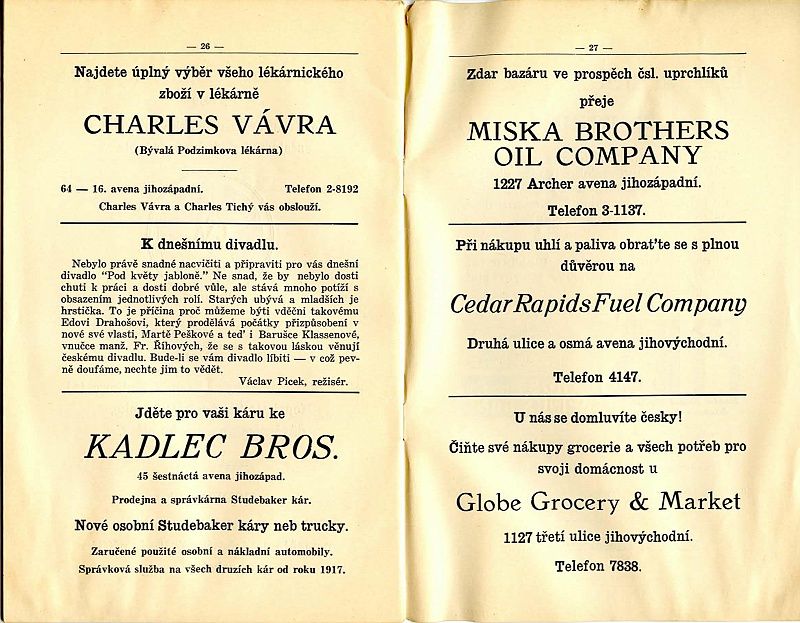 — 26 —
Najdete úplný výběr všeho lékárnického
zboží v lékárně
CHARLES VÁVRA
(Bývalá Podzimkova lékárna)
64 — 16. avena jihozápadní. Telefon 2-8192
Charles Vávra a Charles Tichý vás obslouží.
K dnešnímu divadlu.
Nebylo právě snadné nacvičiti a připraviti pro vás dnešní
divadlo "Pod květy jabloně." Ne snad, že by nebylo dosti
chuti k práci a dosti dobré vůle, ale stává mnoho potíží s
obsazením jednotlivých rolí. Starých ubývá a mladších je
hrstička. To je příčina proč můžeme býti vděčni takovému
Edovi Drahošovi, který prodělává počátky přizpůsobení v
nové své vlasti, Martě Peškové a teď i Barušce Klassenové,
vnučce manž. Fr. Říhových, že se s takovou láskou věnují
českému divadlu. Bude-li se vám divadlo líbiti — v což pev-
ně doufáme, nechte jim to vědět.
Václav Picek, režisér.
Jděte pro vaši káru ke
KADLEC BROS.
45 šestnáctá avena jihozápad.
Prodejna a správkárna Studebaker kár.
Nové osobní Studebaker káry neb trucky.
Zaručené použité osobní a nákladní automobily.
Správková služba na všech druzích kár od roku 1917.
— 27 —
Zdar bazáru ve prospěch čsl. uprchlíků
přeje
MISKA BROTHERS
OIL COMPANY
1227 Archer avena jihozápadní.
Telefon 3-1137.
Při nákupu uhlí a paliva obraťte se s plnou
důvěrou na
Cedar Rapids Fuel Company
Druhá ulice a osmá avena jihovýchodní.
Telefon 4147.
U nás se domluvíte česky!
Čiňte své nákupy grocerie a všech potřeb pro
svoji domácnost u
Globe Grocery & Market
1127 třetí ulice jihovýchodní.
Telefon 7838.